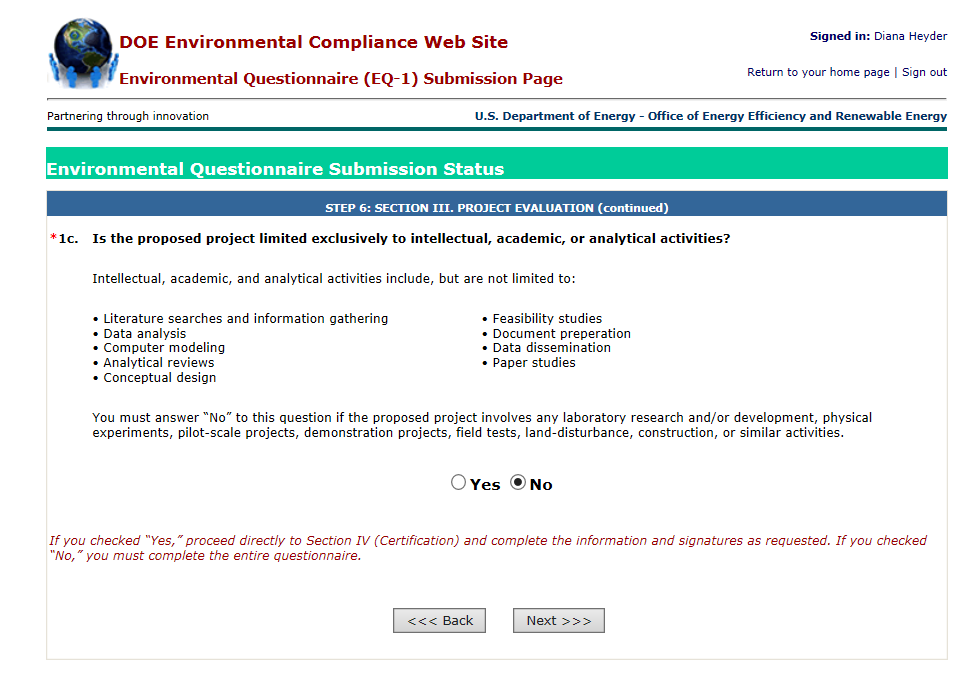 DOE Environmental Compliance Web Site
Signed in: Diana Heyder
Environmental Questionnaire (EQ-1) Submission Page
Return to your home page | Sign out
Partnering through innovation
U.S. Department of Energy - Office of Energy Efficiency and Renewable Energy
Environmental Questionnaire Submission Status
STEP 6: SECTION III. PROJECT EVALUATION (continued)
*1c. Is the proposed project limited exclusively to intellectual, academic, or analytical activities?
Intellectual, academic, and analytical activities include, but are not limited to:
• Literature searches and information gathering
• Data analysis
• Computer modeling
• Analytical reviews
• Conceptual design
• Feasibility studies
• Document preperation
• Data dissemination
• Paper studies
You must answer “No” to this question if the proposed project involves any laboratory research and/or development, physical
experiments, pilot-scale projects, demonstration projects, field tests, land-disturbance, construction, or similar activities.
Yes No
If you checked “Yes,” proceed directly to Section IV (Certification) and complete the information and signatures as requested. If you checked
“No,” you must complete the entire questionnaire.
<<< Back Next >>>